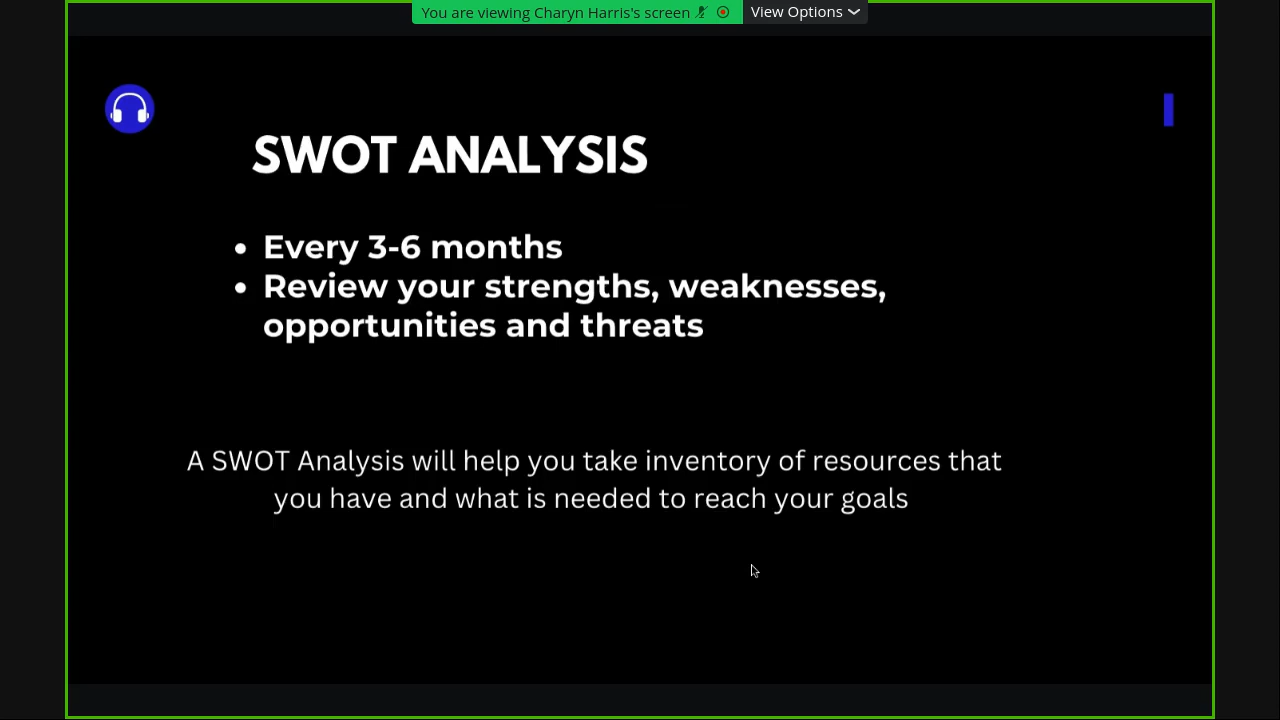 You are viewing Charyn Harris's screen View Options
SWOT ANALYSIS
• Every 3-6 months
• Review your strengths, weaknesses,
opportunities and threats
A SWOT Analysis will help you take inventory of resources that
you have and what is needed to reach your goals